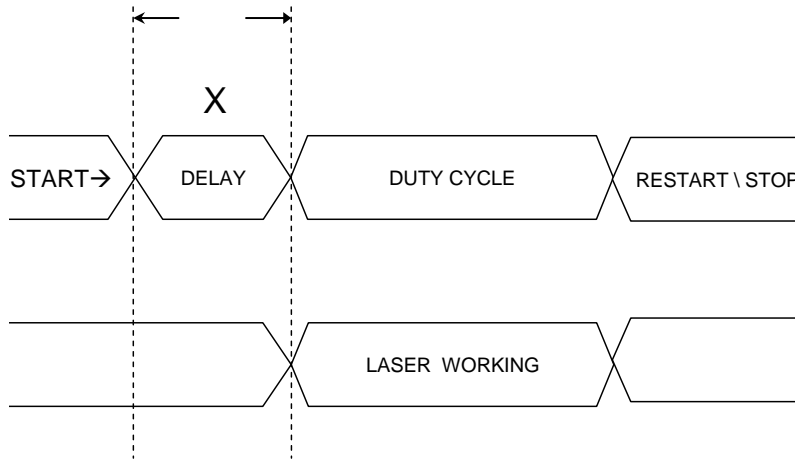 X
START→ DELAY DUTY CYCLE RESTART \ STOP
LASER WORKING